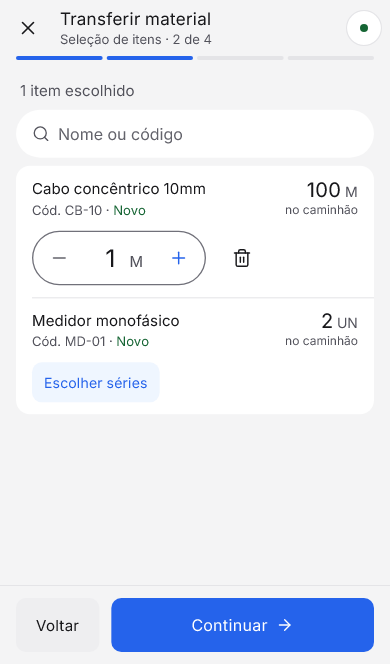 Transferir material
Seleção de itens · 2 de 4
1 item escolhido
Nome ou código
Cabo concêntrico 10mm
100 M
Cód. CB-10 · Novo
no caminhão
1 M
Medidor monofásico
2 UN
Cód. MD-01 · Novo
no caminhão
Escolher séries
Voltar
Continuar →